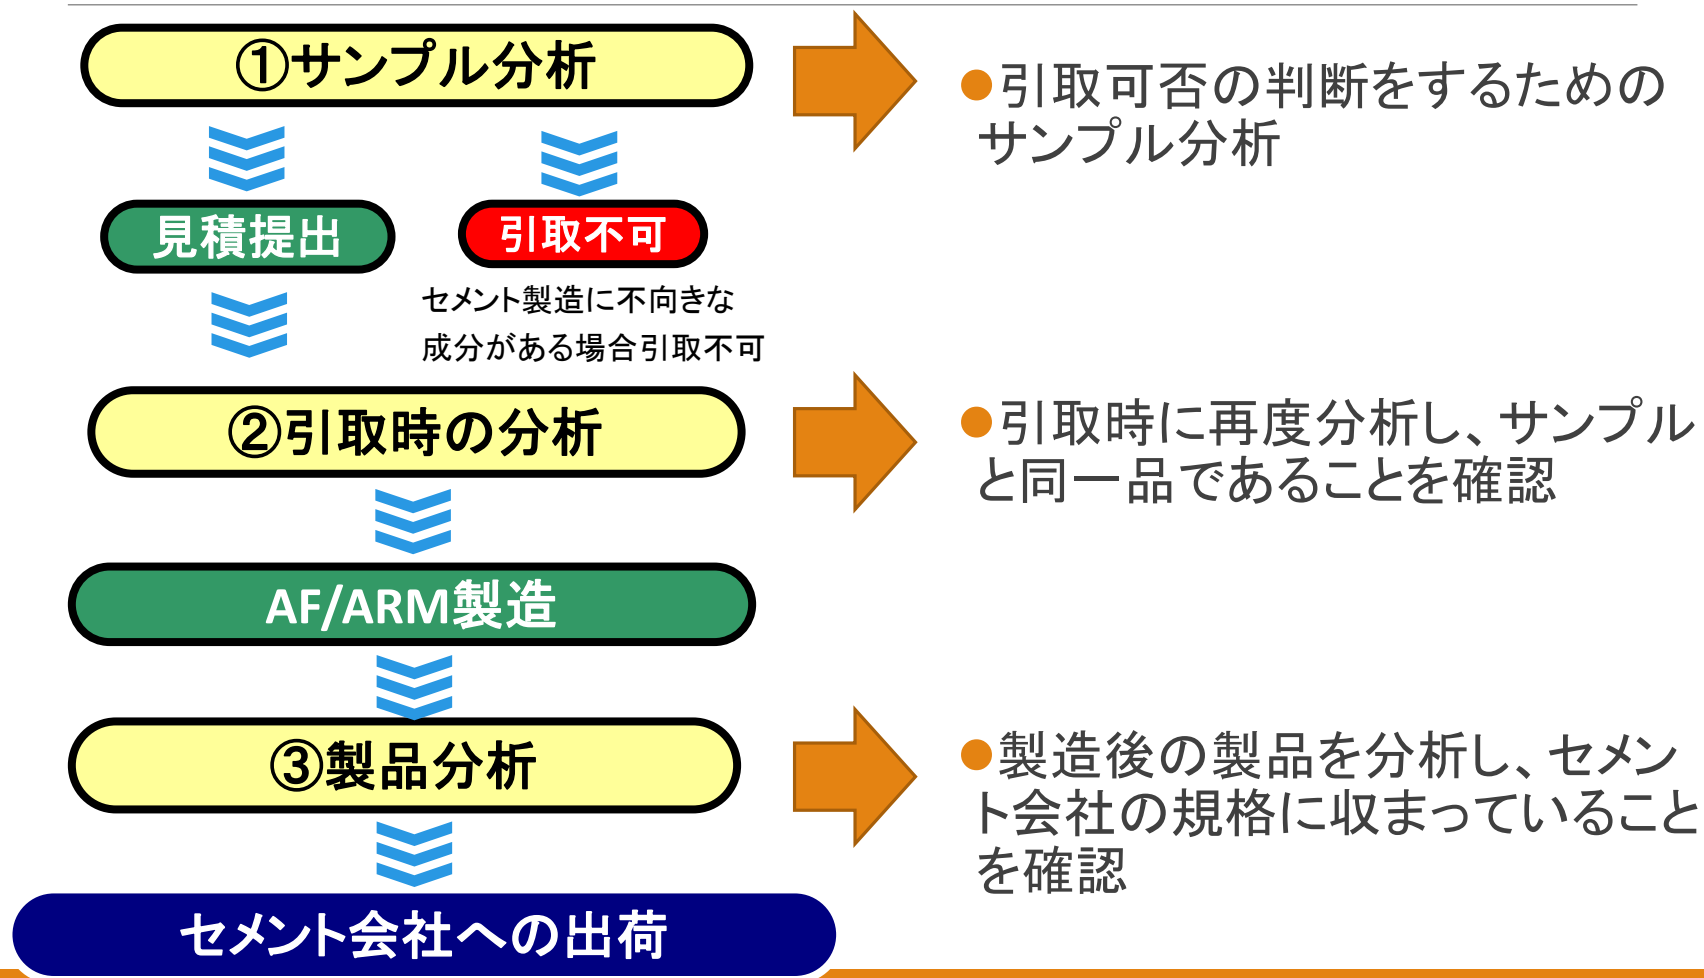 ①サンプル分析
●引取可否の判断をするための
サンプル分析
見積提出
引取不可
セメント製造に不向きな
成分がある場合引取不可
②引取時の分析
●引取時に再度分析し、サンプル
と同一品であることを確認
AF/ARM製造
③製品分析
●製造後の製品を分析し、セメン
ト会社の規格に収まっていること
を確認
セメント会社への出荷